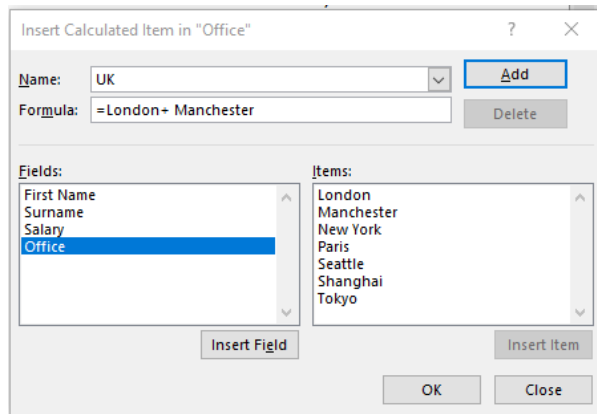 Insert Calculated Item in "Office"
?
Name: UK
Add
Formula: =London+ Manchester
Delete
Fields:
First Name
Surname
Salary
Office
Insert Field
Items:
London
Manchester
New York
Paris
Seattle
Shanghai
Tokyo
Insert Item
OK
Close